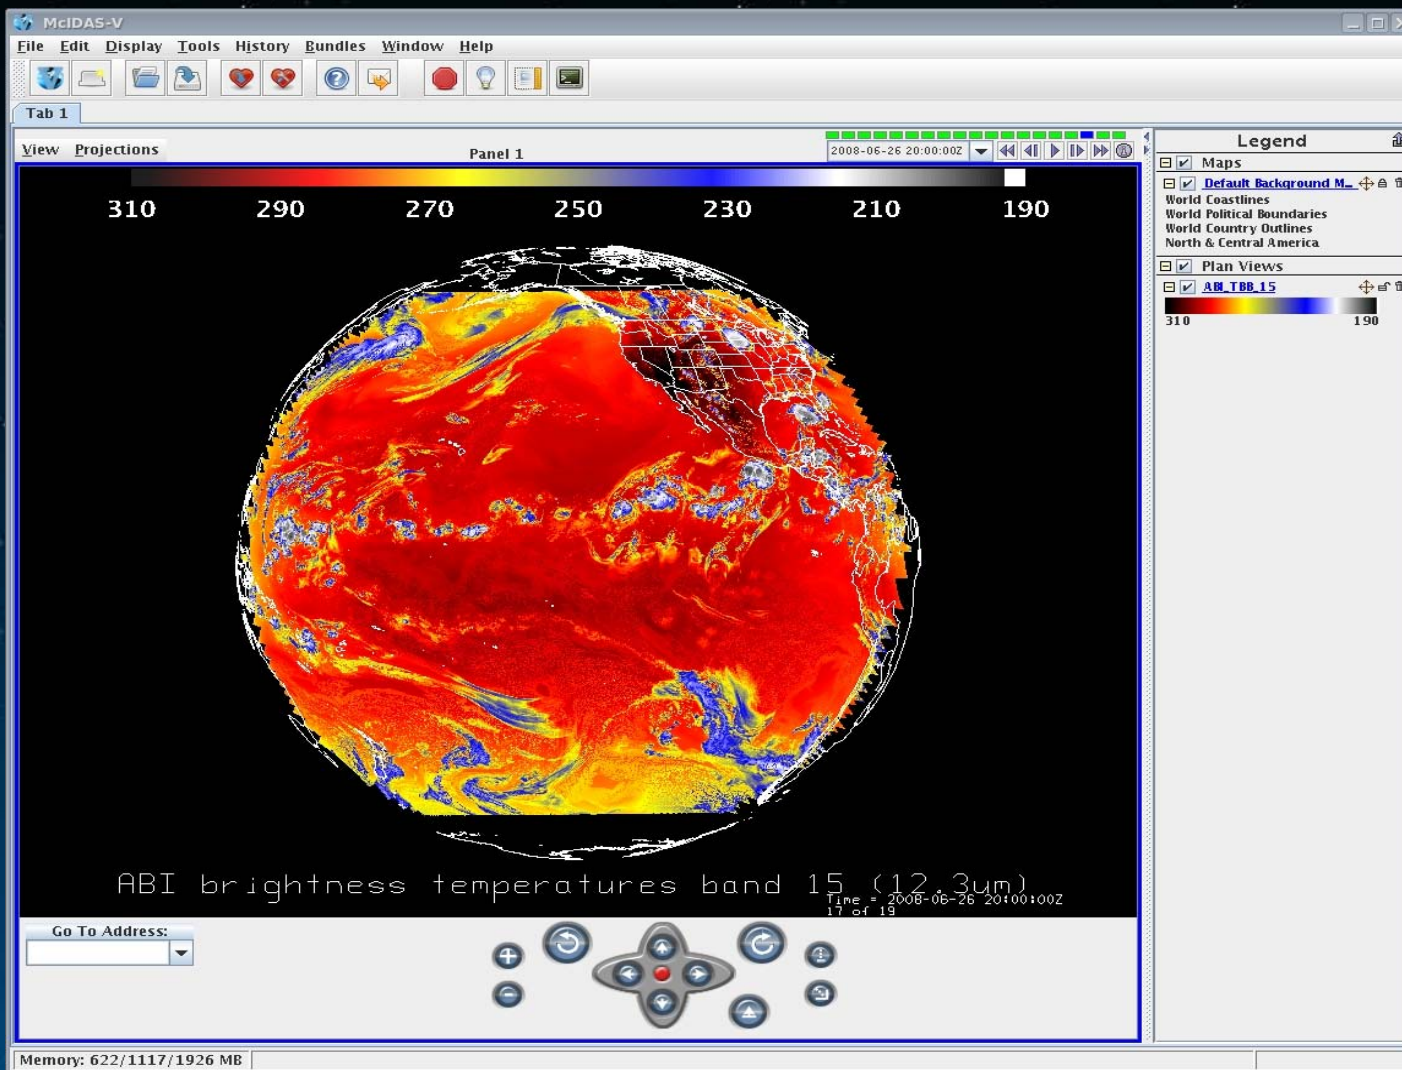 McIDAS-V
File Edit Display Tools History Bundles Window Help
Tab 1
View Projections
Panel 1
2008-06-26 20:00:00Z
310 290 270 250 230 210 190
ABI brightness temperatures band 15 (12.3um)
Time = 2008-06-26 20:00:00Z
17 of 19
Go To Address:
Memory: 622/1117/1926 MB
Legend
Maps
Default Background M...
World Coastlines
World Political Boundaries
World Country Outlines
North & Central America
Plan Views
ABI_TBB_15
310 190